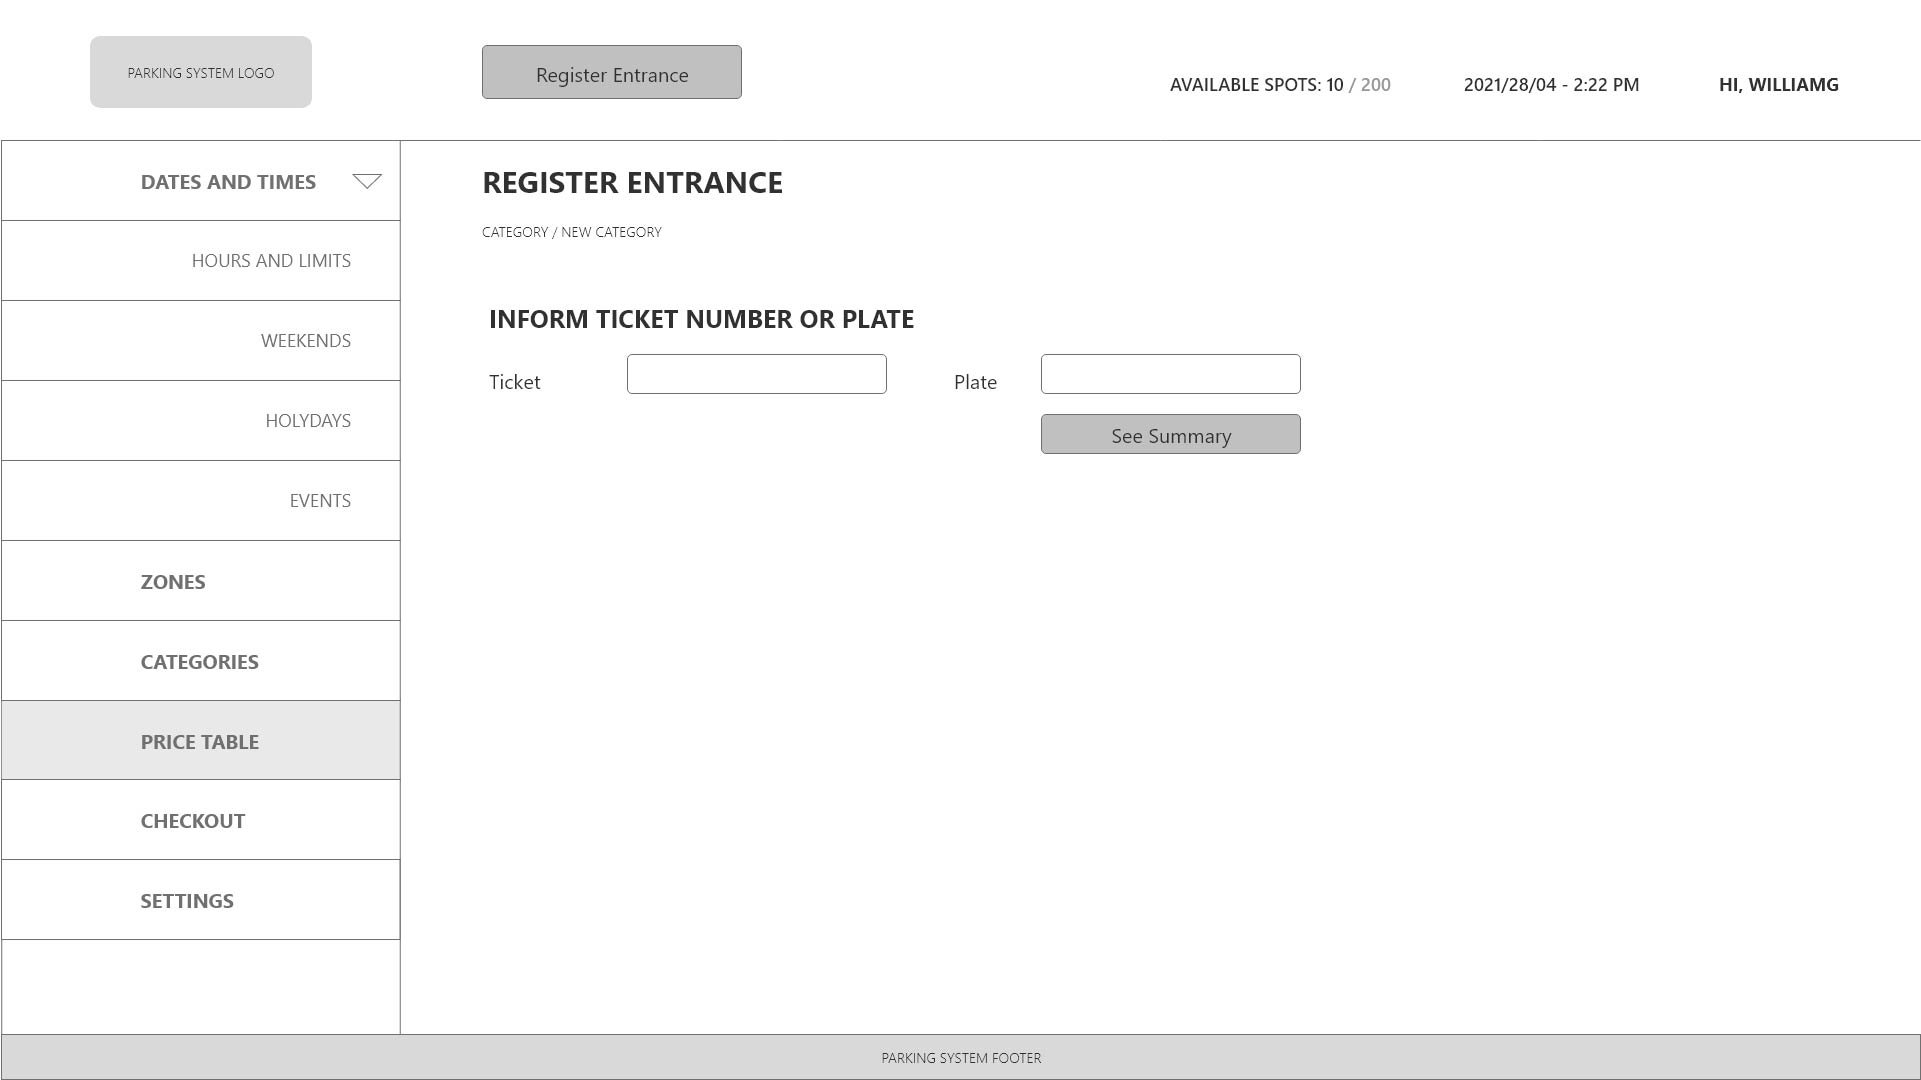 PARKING SYSTEM LOGO
Register Entrance
AVAILABLE SPOTS: 10 / 200
2021/28/04 - 2:22 PM
HI, WILLIAMG
DATES AND TIMES
HOURS AND LIMITS
WEEKENDS
HOLYDAYS
EVENTS
ZONES
CATEGORIES
PRICE TABLE
CHECKOUT
SETTINGS
REGISTER ENTRANCE
CATEGORY / NEW CATEGORY
INFORM TICKET NUMBER OR PLATE
Ticket
Plate
See Summary
PARKING SYSTEM FOOTER